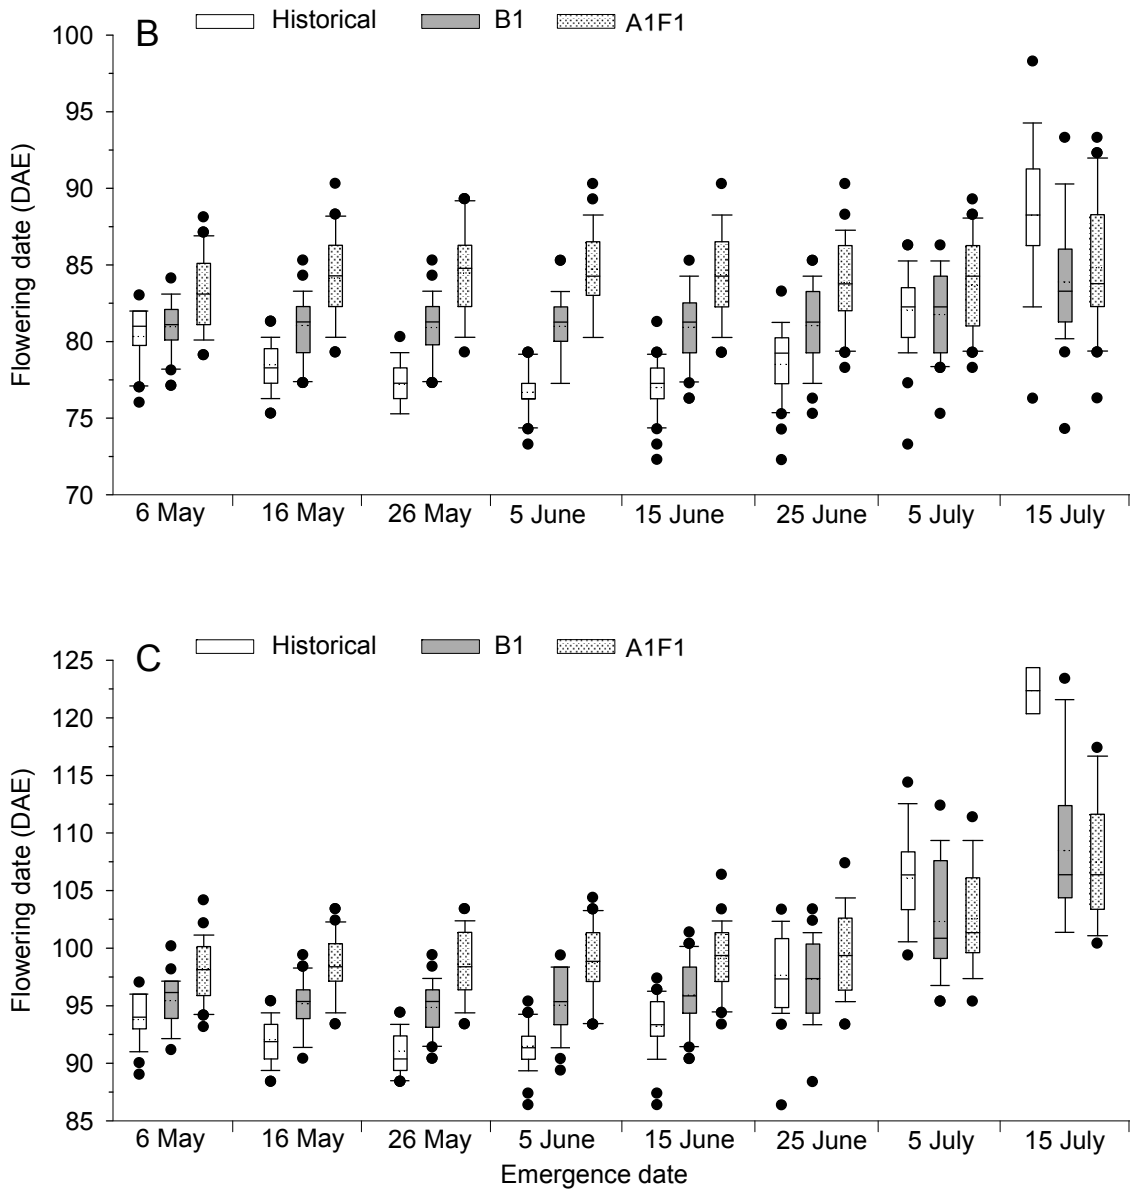 B Historical B1 A1F1
100
95
90
85
80
75
70
Flowering date (DAE)
6 May 16 May 26 May 5 June 15 June 25 June 5 July 15 July
C Historical B1 A1F1
125
120
115
110
105
100
95
90
85
Flowering date (DAE)
6 May 16 May 26 May 5 June 15 June 25 June 5 July 15 July
Emergence date